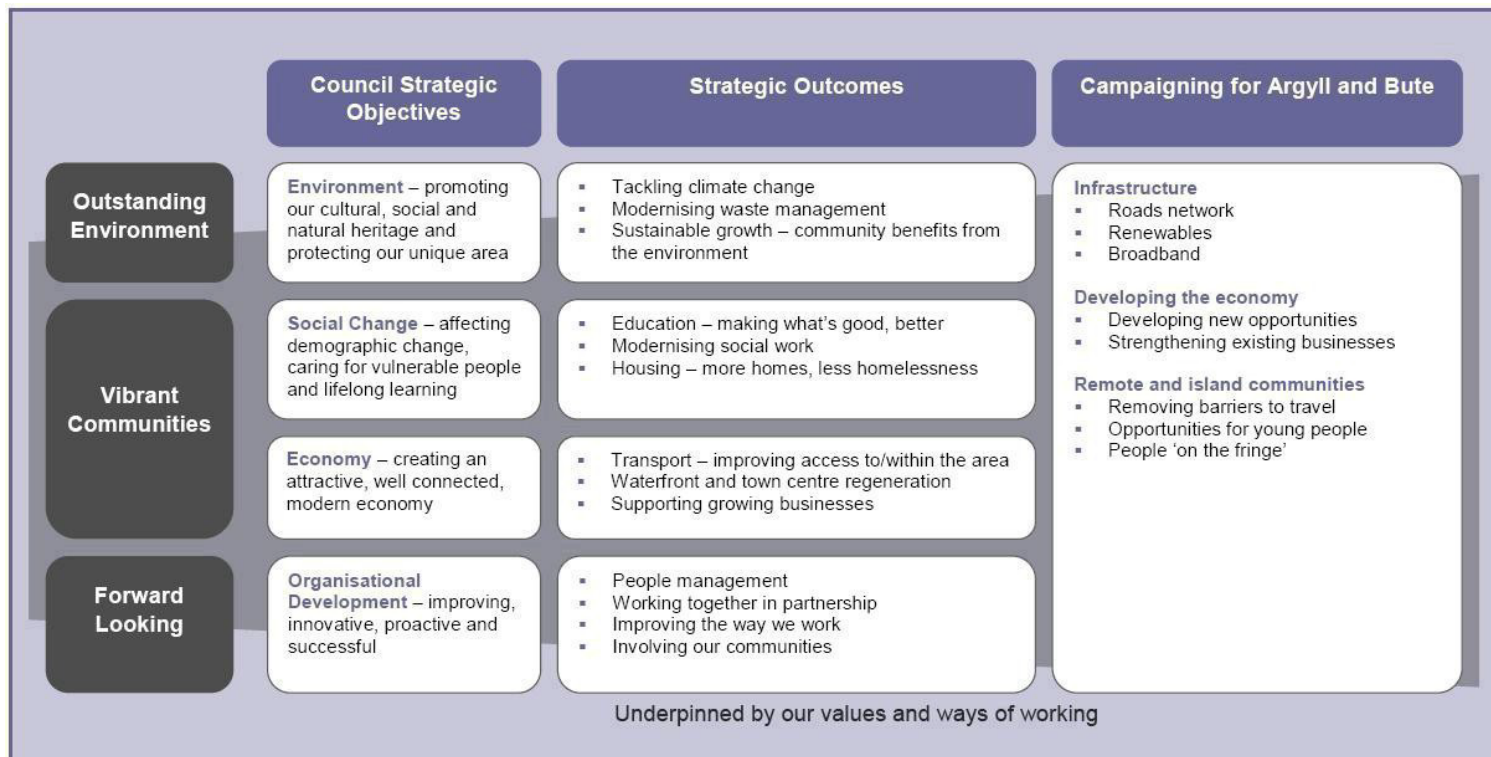 Council Strategic
Objectives
Strategic Outcomes
Campaigning for Argyll and Bute
Outstanding
Environment
Environment – promoting
our cultural, social and
natural heritage and
protecting our unique area
▪ Tackling climate change
▪ Modernising waste management
▪ Sustainable growth – community benefits from
the environment
Vibrant
Communities
Social Change – affecting
demographic change,
caring for vulnerable people
and lifelong learning
▪ Education – making what's good, better
▪ Modernising social work
▪ Housing – more homes, less homelessness
Economy – creating an
attractive, well connected,
modern economy
▪ Transport – improving access to/within the area
▪ Waterfront and town centre regeneration
▪ Supporting growing businesses
Forward
Looking
Organisational
Development – improving,
innovative, proactive and
successful
▪ People management
▪ Working together in partnership
▪ Improving the way we work
▪ Involving our communities
Infrastructure
▪ Roads network
▪ Renewables
▪ Broadband
Developing the economy
▪ Developing new opportunities
▪ Strengthening existing businesses
Remote and island communities
▪ Removing barriers to travel
▪ Opportunities for young people
▪ People 'on the fringe'
Underpinned by our values and ways of working